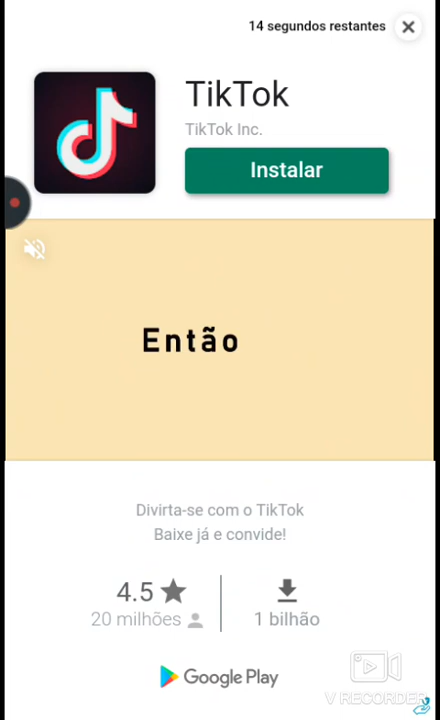 14 segundos restantes
TikTok
TikTok Inc.
Instalar
Então
Divirta-se com o TikTok
Baixe já e convide!
4.5
20 milhões
1 bilhão
Google Play
V RECORDER